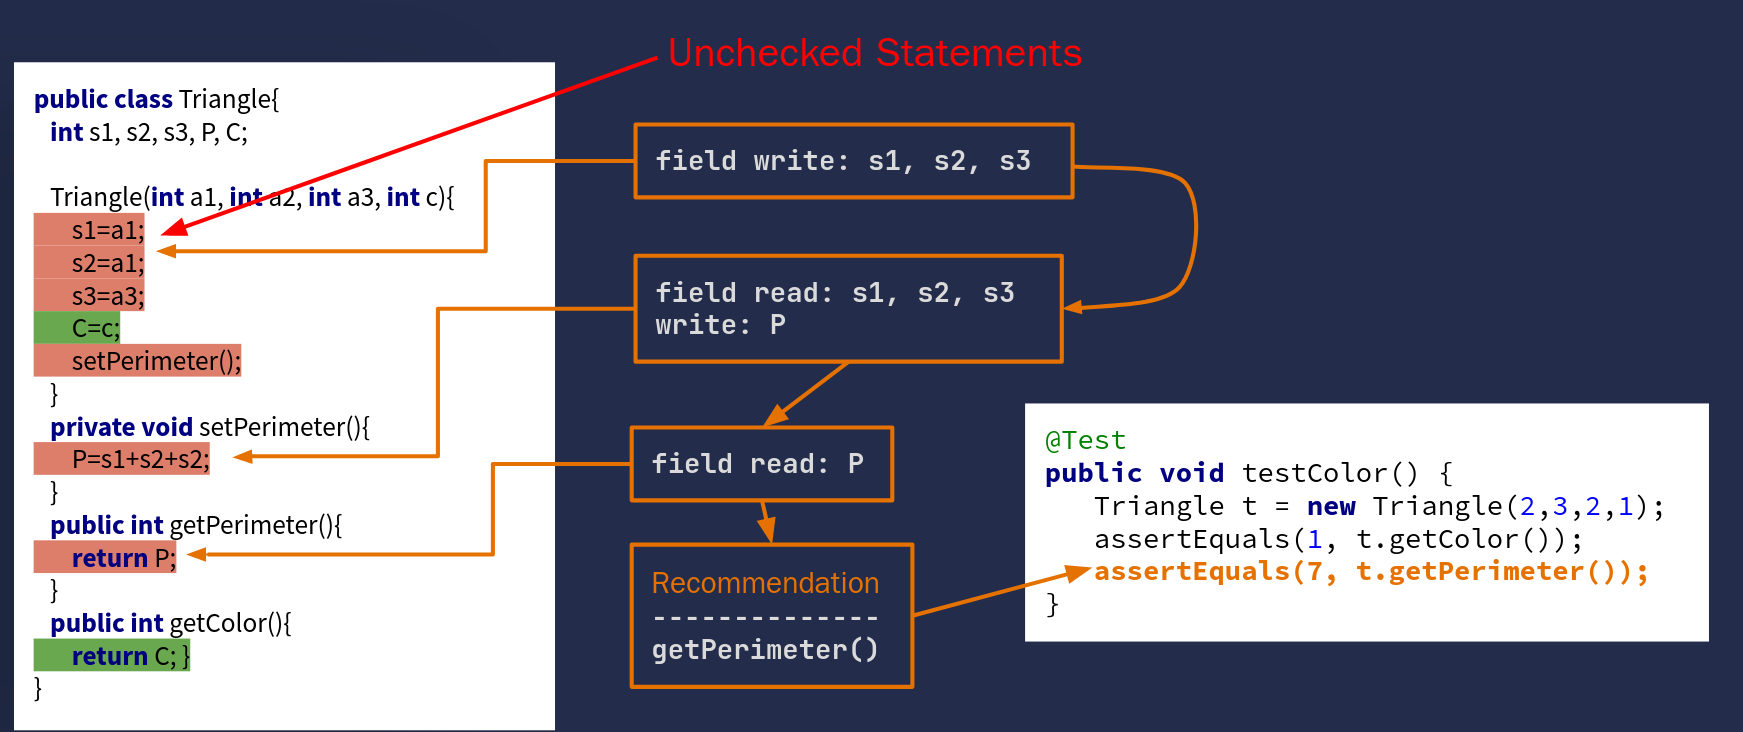 Unchecked Statements
public class Triangle{
int s1, s2, s3, P, C;
Triangle(int a1, int a2, int a3, int c){
s1=a1;
s2=a1;
s3=a3;
C=c;
setPerimeter();
}
private void setPerimeter(){
P=s1+s2+s2;
}
public int getPerimeter(){
return P;
}
public int getColor(){
return C; }
}
field write: s1, s2, s3
field read: s1, s2, s3
write: P
field read: P
Recommendation
--------------
getPerimeter()
@Test
public void testColor() {
Triangle t = new Triangle(2,3,2,1);
assertEquals(1, t.getColor());
assertEquals(7, t.getPerimeter());
}